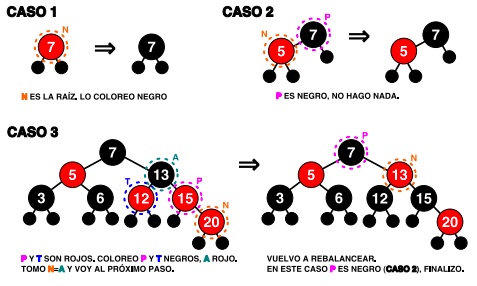 CASO 1
CASO 2
N
7
⇒
7
N ES LA RAÍZ. LO COLOREO NEGRO
N
5
P
7
⇒
5
7
P ES NEGRO, NO HAGO NADA.
CASO 3
7
5
A
13
3
6
T
12
P
15
N
20
P Y T SON ROJOS. COLOREO P Y T NEGROS, A ROJO.
TOMO N=A Y VOY AL PRÓXIMO PASO.
⇒
P
7
5
N
13
3
6
12
15
20
VUELVO A REBALANCEAR.
EN ESTE CASO P ES NEGRO (CASO 2), FINALIZO.